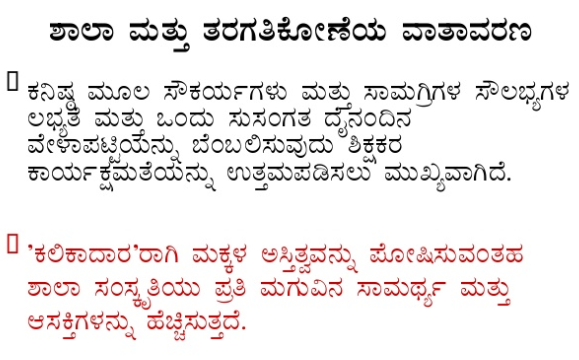 ಶಾಲಾ ಮತ್ತು ತರಗತಿಕೋಣೆಯ ವಾತಾವರಣ
ಕನಿಷ್ಠ ಮೂಲ ಸೌಕರ್ಯಗಳು ಮತ್ತು ಸಾಮಗ್ರಿಗಳ ಸೌಲಭ್ಯಗಳ
ಲಭ್ಯತೆ ಮತ್ತು ಒಂದು ಸುಸಂಗತ ದೈನಂದಿನ
ವೇಳಾಪಟ್ಟಿಯನ್ನು ಬೆಂಬಲಿಸುವುದು ಶಿಕ್ಷಕರ
ಕಾರ್ಯಕ್ಷಮತೆಯನ್ನು ಉತ್ತಮಪಡಿಸಲು ಮುಖ್ಯವಾಗಿದೆ.
'ಕಲಿಕಾದಾರ'ರಾಗಿ ಮಕ್ಕಳ ಅಸ್ತಿತ್ವವನ್ನು ಪೋಷಿಸುವಂತಹ
ಶಾಲಾ ಸಂಸ್ಕೃತಿಯು ಪ್ರತಿ ಮಗುವಿನ ಸಾಮರ್ಥ್ಯ ಮತ್ತು
ಆಸಕ್ತಿಗಳನ್ನು ಹೆಚ್ಚಿಸುತ್ತದೆ.